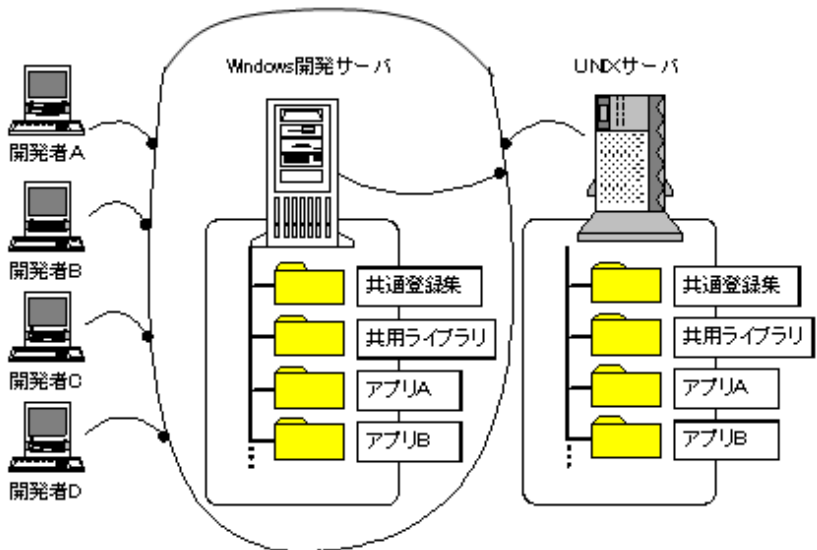 Windows開発サーバ
UNIXサーバ
開発者A
開発者B
開発者C
開発者D
共通登録集
共用ライブラリ
アプリA
アプリB
共通登録集
共用ライブラリ
アプリA
アプリB